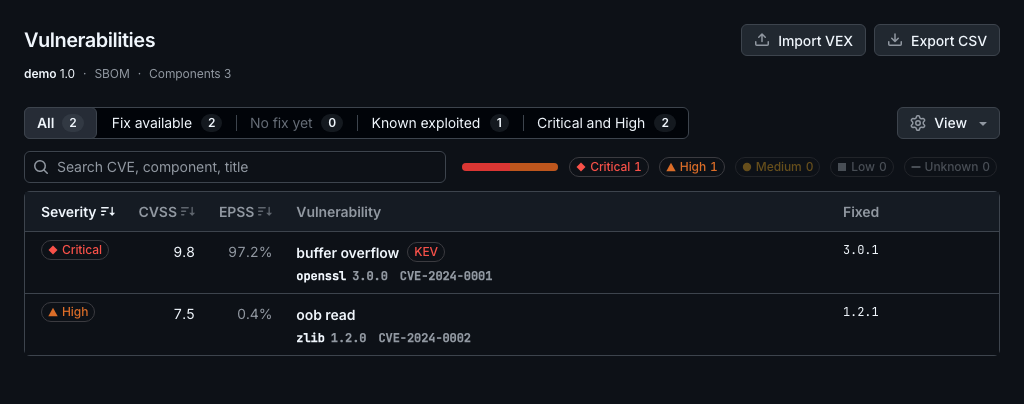 Vulnerabilities
Import VEX
Export CSV
demo 1.0 · SBOM · Components 3
All 2
Fix available 2
No fix yet 0
Known exploited 1
Critical and High 2
View
Search CVE, component, title
Critical 1
High 1
Medium 0
Low 0
Unknown 0
Severity CVSS EPSS Vulnerability Fixed
Critical 9.8 97.2% buffer overflow KEV 3.0.1
openssl 3.0.0 CVE-2024-0001
High 7.5 0.4% oob read 1.2.1
zlib 1.2.0 CVE-2024-0002